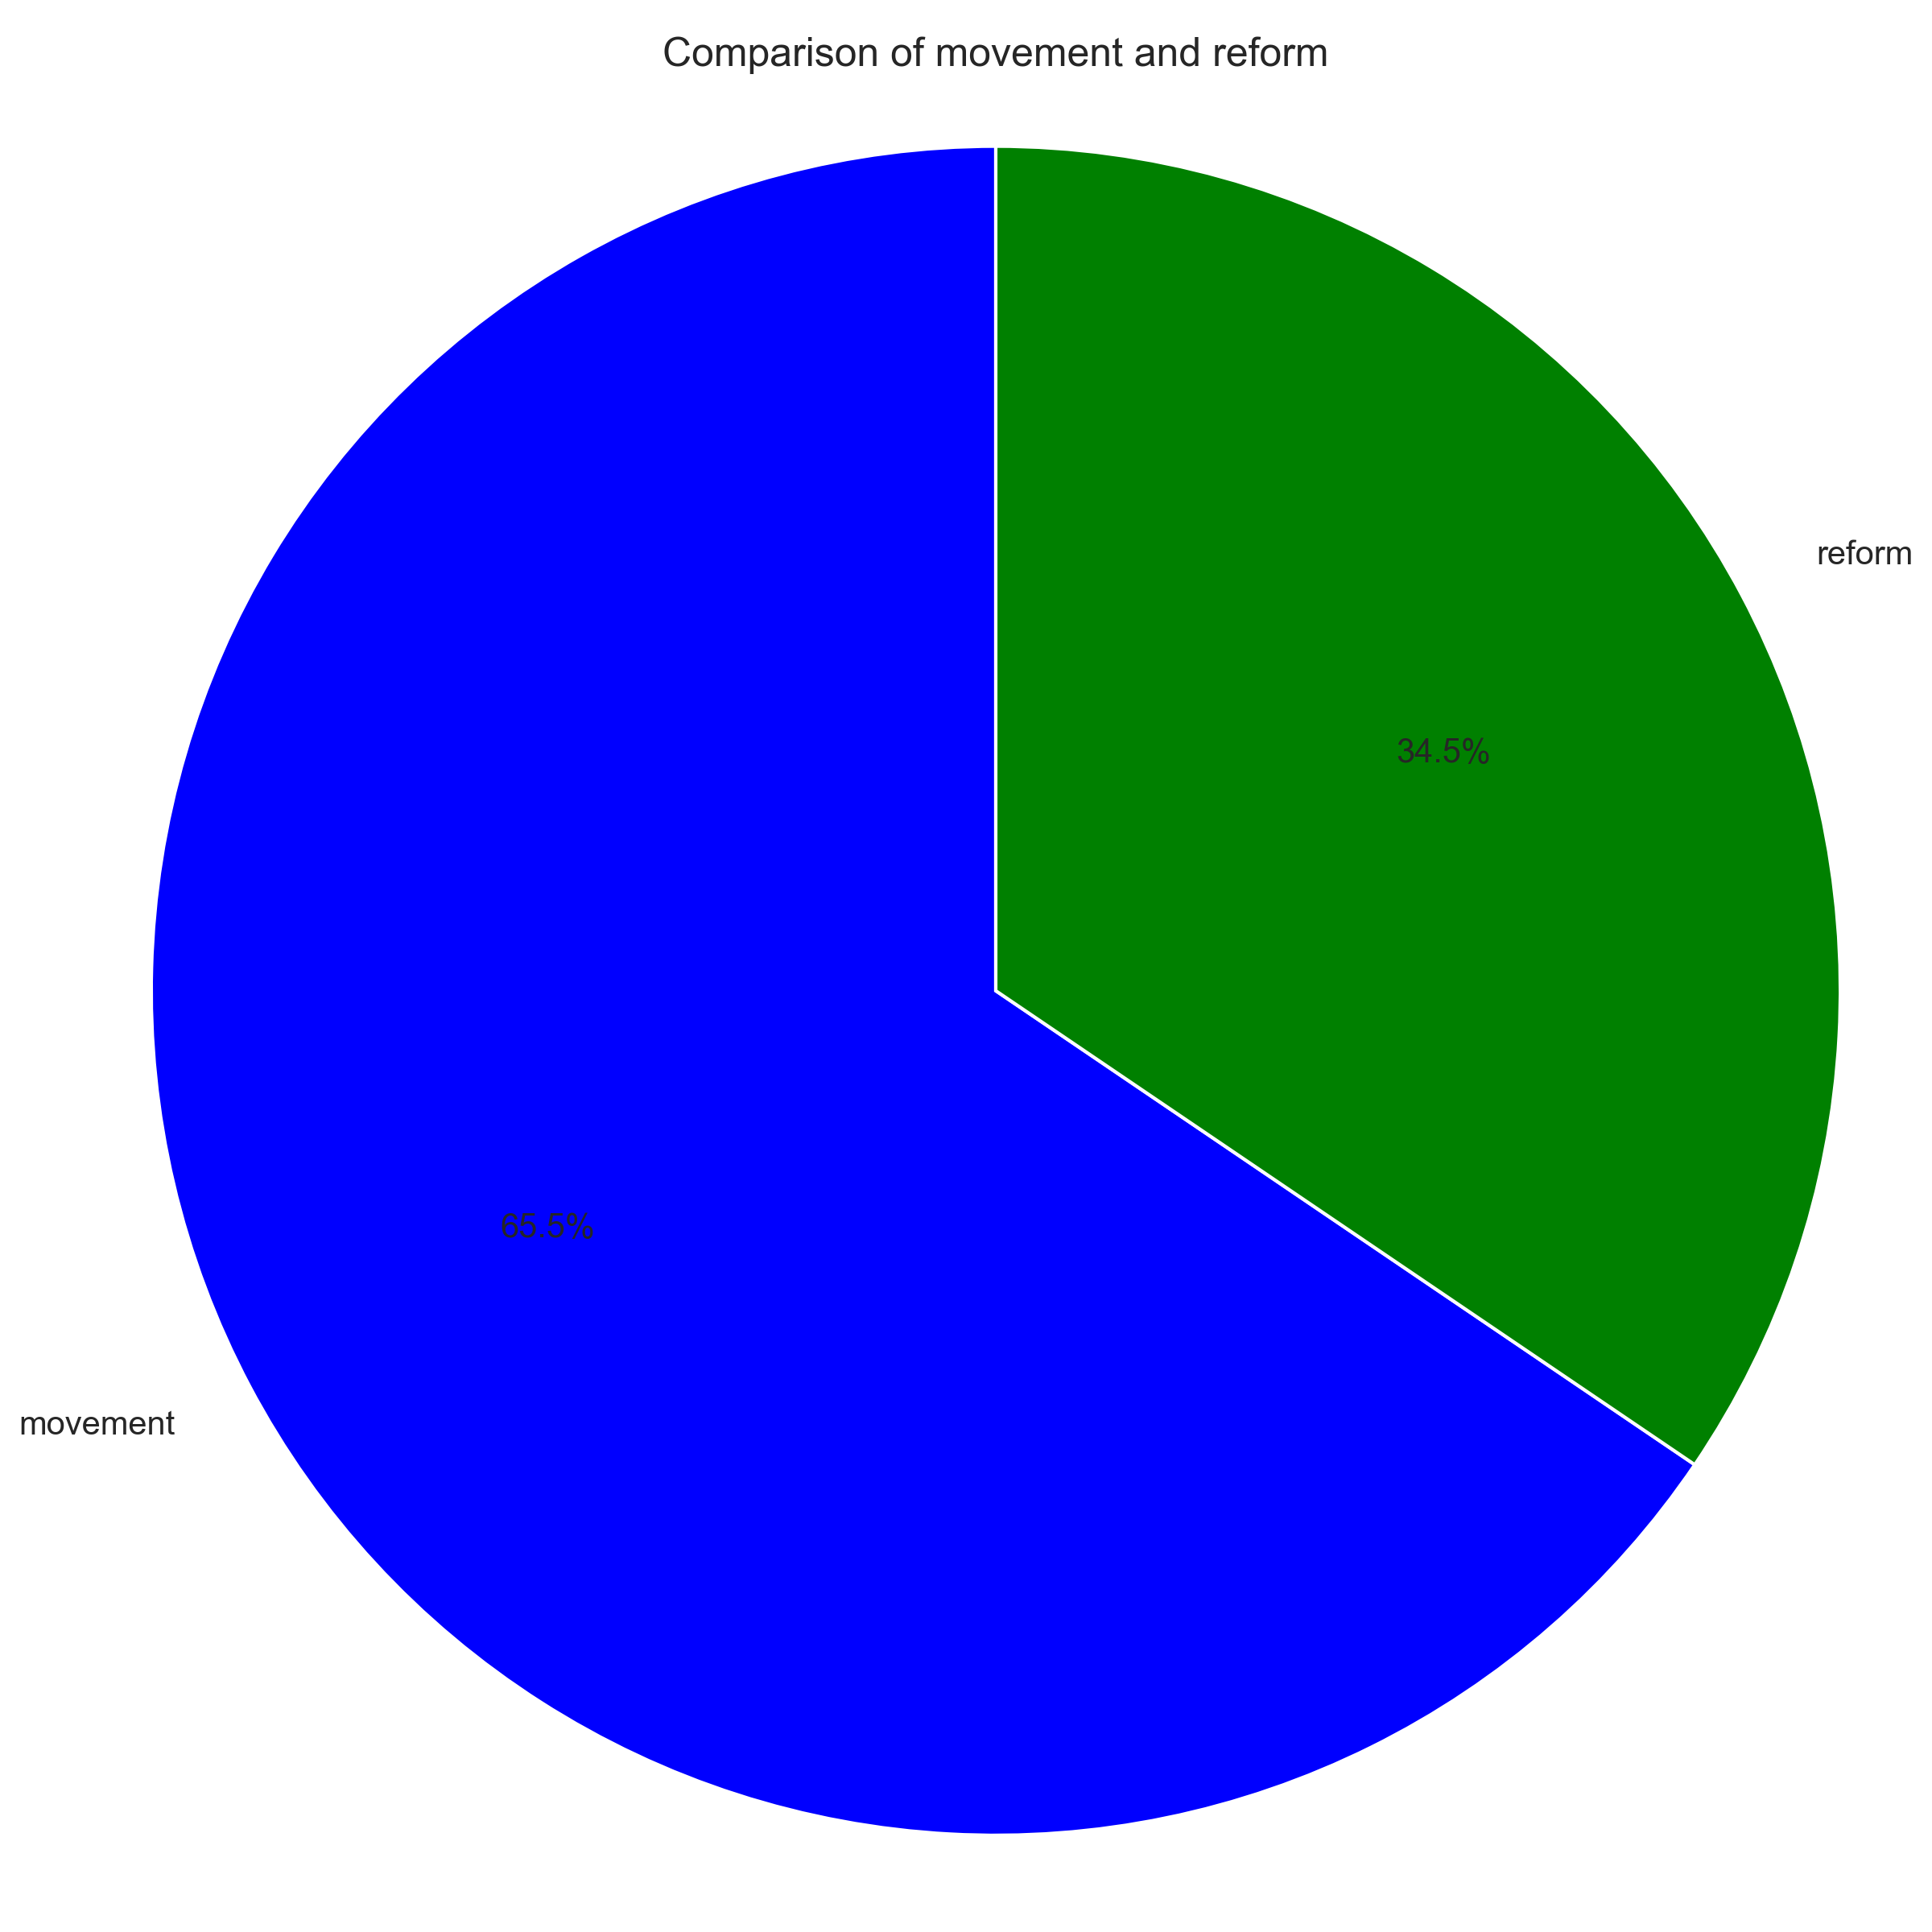 Comparison of movement and reform
reform
34.5%
65.5%
movement